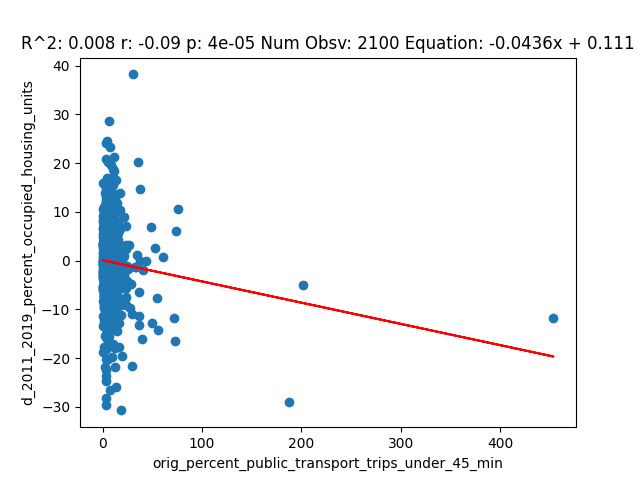 R^2: 0.008 r: -0.09 p: 4e-05 Num Obsv: 2100 Equation: -0.0436x + 0.111
40
30
20
10
0
−10
−20
−30
d_2011_2019_percent_occupied_housing_units
0 100 200 300 400
orig_percent_public_transport_trips_under_45_min